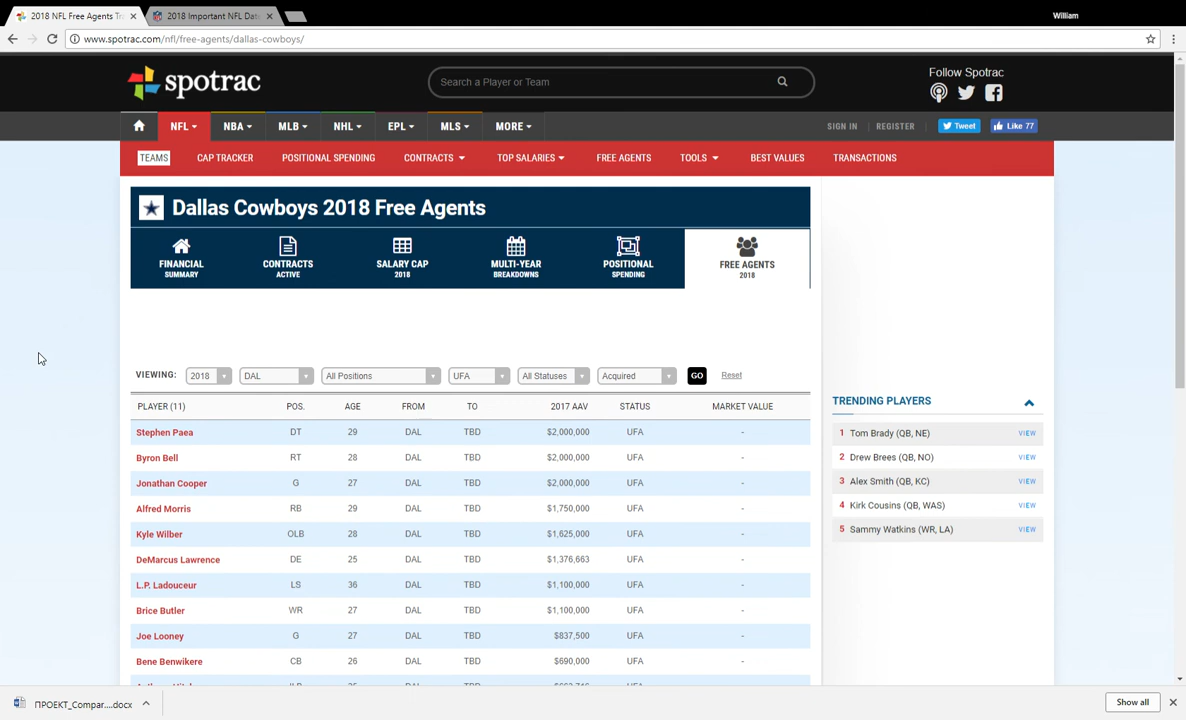 2018 NFL Free Agents Tra
2018 Important NFL Date
William
www.spotrac.com/nfl/free-agents/dallas-cowboys/
spotrac
Search a Player or Team
Follow Spotrac
NFL NBA MLB NHL EPL MLS MORE
SIGN IN | REGISTER Tweet Like 77
TEAMS CAP TRACKER POSITIONAL SPENDING CONTRACTS TOP SALARIES FREE AGENTS TOOLS BEST VALUES TRANSACTIONS
Dallas Cowboys 2018 Free Agents
FINANCIAL SUMMARY
CONTRACTS ACTIVE
SALARY CAP 2018
MULTI-YEAR BREAKDOWNS
POSITIONAL SPENDING
FREE AGENTS 2018
VIEWING: 2018 DAL All Positions UFA All Statuses Acquired GO Reset
PLAYER (11) POS. AGE FROM TO 2017 AAV STATUS MARKET VALUE
Stephen Paea DT 29 DAL TBD $2,000,000 UFA -
Byron Bell RT 28 DAL TBD $2,000,000 UFA -
Jonathan Cooper G 27 DAL TBD $2,000,000 UFA -
Alfred Morris RB 29 DAL TBD $1,750,000 UFA -
Kyle Wilber OLB 28 DAL TBD $1,625,000 UFA -
DeMarcus Lawrence DE 25 DAL TBD $1,376,663 UFA -
L.P. Ladouceur LS 36 DAL TBD $1,100,000 UFA -
Brice Butler WR 27 DAL TBD $1,100,000 UFA -
Joe Looney G 27 DAL TBD $837,500 UFA -
Bene Benwikere CB 26 DAL TBD $690,000 UFA -
TRENDING PLAYERS
1 Tom Brady (QB, NE) VIEW
2 Drew Brees (QB, NO) VIEW
3 Alex Smith (QB, KC) VIEW
4 Kirk Cousins (QB, WAS) VIEW
5 Sammy Watkins (WR, LA) VIEW
ПРОЕКТ_Compar....docx
Show all